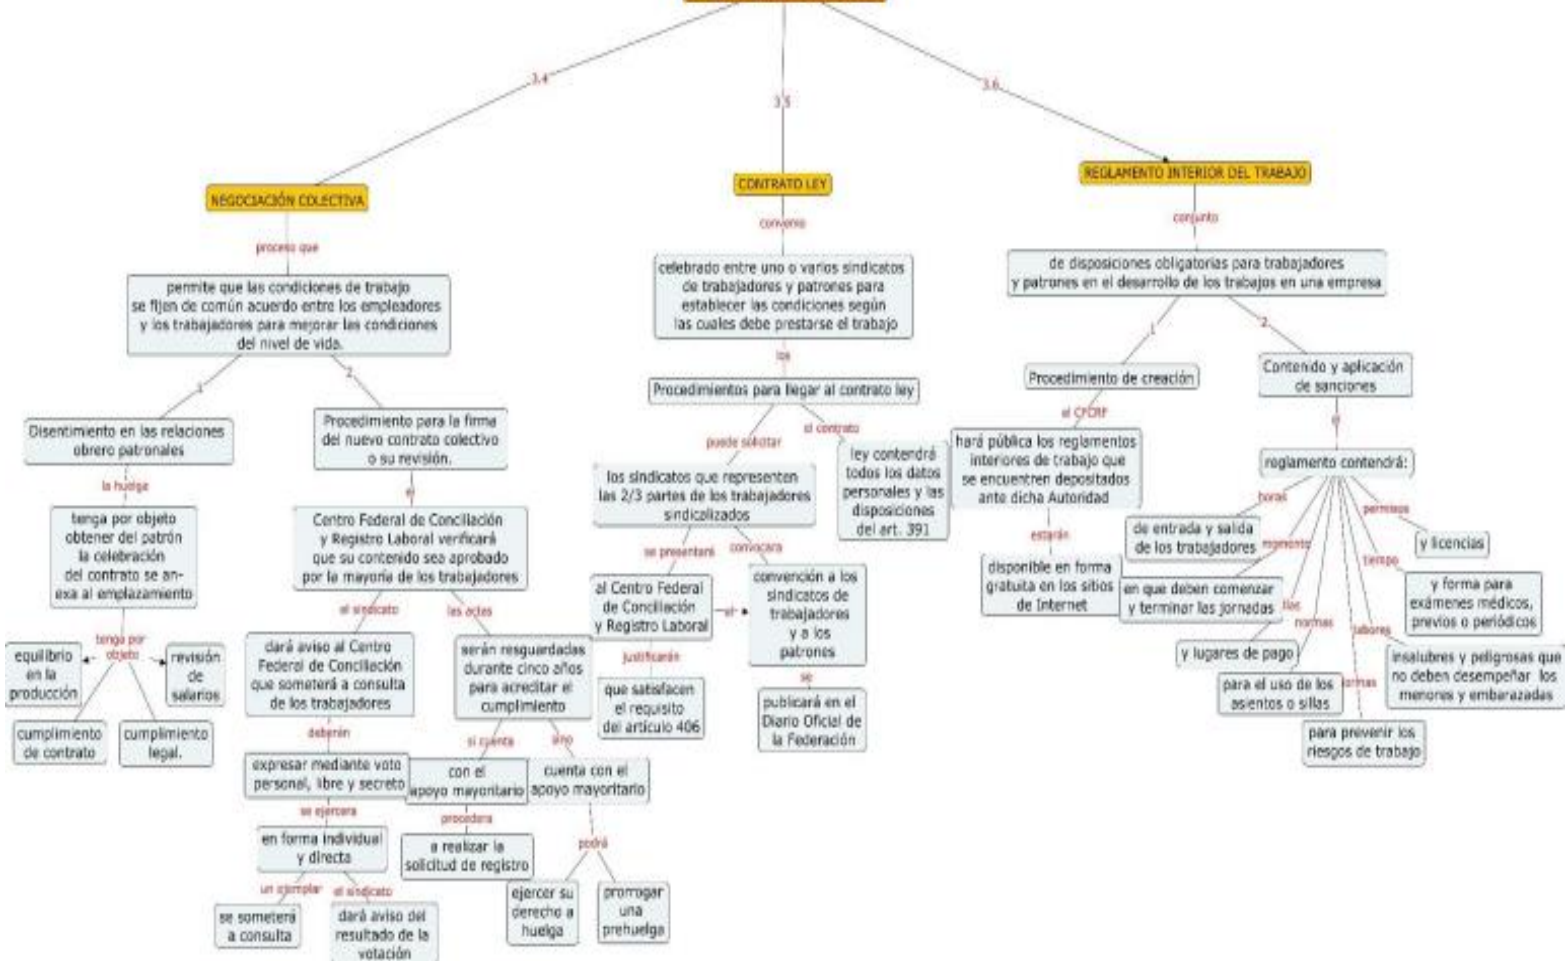 3.4
3.5
3.6
NEGOCIACIÓN COLECTIVA
proceso que
permite que las condiciones de trabajo
se fijen de común acuerdo entre los empleadores
y los trabajadores para mejorar las condiciones
del nivel de vida.
1
2
Disentimiento en las relaciones
obrero patronales
la huelga
tenga por objeto
obtener del patrón
la celebración
del contrato se an-
exa al emplazamiento
tenga por
objeto
equilibrio
en la
producción
revisión
de
salarios
cumplimiento
de contrato
cumplimiento
legal.
Procedimiento para la firma
del nuevo contrato colectivo
o su revisión.
el
Centro Federal de Conciliación
y Registro Laboral verificará
que su contenido sea aprobado
por la mayoría de los trabajadores
el sindicato
las actas
dará aviso al Centro
Federal de Conciliación
que someterá a consulta
de los trabajadores
deberán
expresar mediante voto
personal, libre y secreto
se ejercera
en forma individual
y directa
un ejemplar
el sindicato
se someterá
a consulta
dará aviso del
resultado de la
votación
serán resguardadas
durante cinco años
para acreditar el
cumplimiento
si cuenta
sino
con el
apoyo mayoritario
procedera
a realizar la
solicitud de registro
cuenta con el
apoyo mayoritario
podrá
ejercer su
derecho a
huelga
prorrogar
una
prehuelga
CONTRATO LEY
convenio
celebrado entre uno o varios sindicatos
de trabajadores y patrones para
establecer las condiciones según
las cuales debe prestarse el trabajo
los
Procedimientos para llegar al contrato ley
puede solicitar
el contrato
los sindicatos que representen
las 2/3 partes de los trabajadores
sindicalizados
ley contendrá
todos los datos
personales y las
disposiciones
del art. 391
se presentará
convocara
al Centro Federal
de Conciliación
y Registro Laboral
el
convención a los
sindicatos de
trabajadores
y a los
patrones
justificarán
que satisfacen
el requisito
del artículo 406
se
publicará en el
Diario Oficial de
la Federación
REGLAMENTO INTERIOR DEL TRABAJO
conjunto
de disposiciones obligatorias para trabajadores
y patrones en el desarrollo de los trabajos en una empresa
1
2
Procedimiento de creación
el CFCRF
hará pública los reglamentos
interiores de trabajo que
se encuentren depositados
ante dicha Autoridad
estarán
disponible en forma
gratuita en los sitios
de Internet
Contenido y aplicación
de sanciones
el
reglamento contendrá:
horas
de entrada y salida
de los trabajadores
momento
en que deben comenzar
y terminar las jornadas
días
y lugares de pago
normas
para el uso de los
asientos o sillas
normas
para prevenir los
riesgos de trabajo
labores
insalubres y peligrosas que
no deben desempeñar los
menores y embarazadas
tiempo
y forma para
exámenes médicos,
previos o periódicos
permisos
y licencias